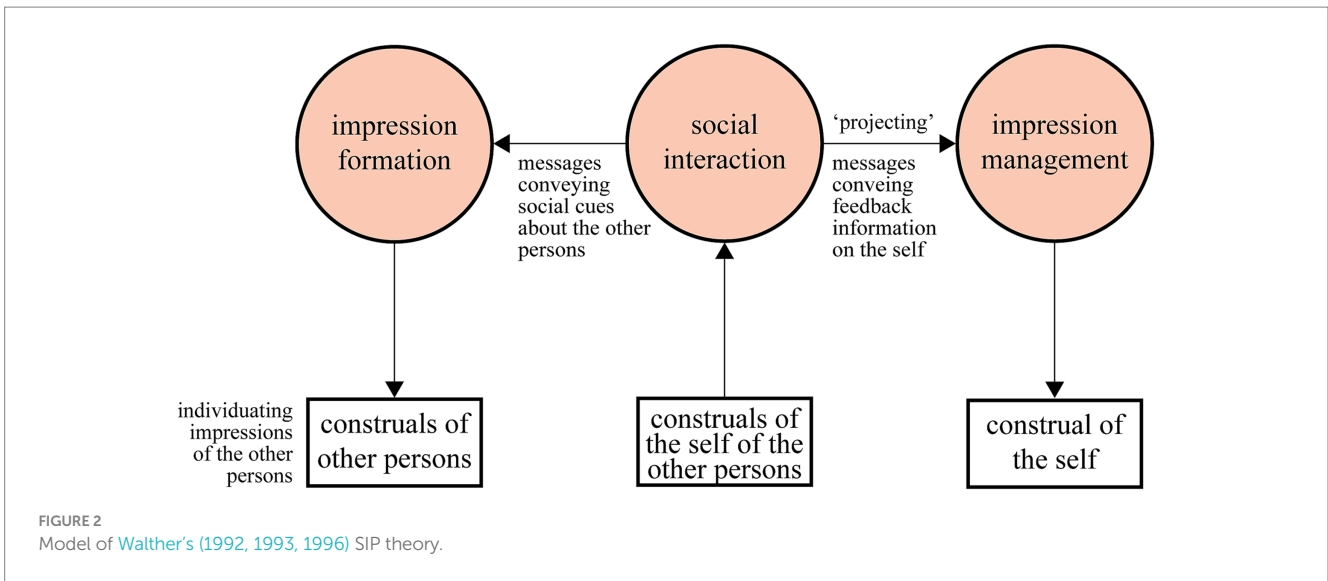 impression
formation
messages
conveying
social cues
about the other
persons
social
interaction
‘projecting’
messages
conveing
feedback
information
on the self
impression
management
individuating
impressions
of the other
persons
construals of
other persons
construals of
the self of the
other persons
construal of
the self
FIGURE 2
Model of Walther’s (1992, 1993, 1996) SIP theory.